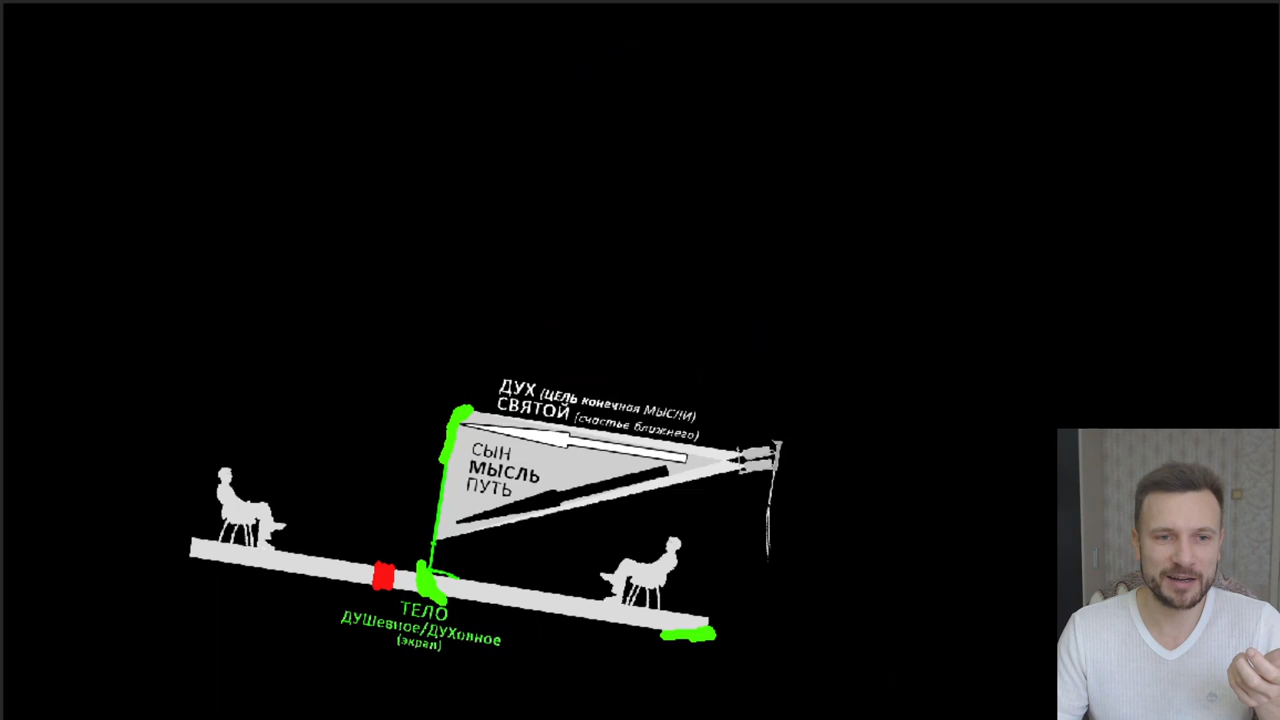 ДУХ (ЦЕЛЬ конечная МЫСЛИ)
СВЯТОЙ (счастье ближнего)
СЫН
МЫСЛЬ
ПУТЬ
ТЕЛО
ДУШевное/ДУХовное
(экран)